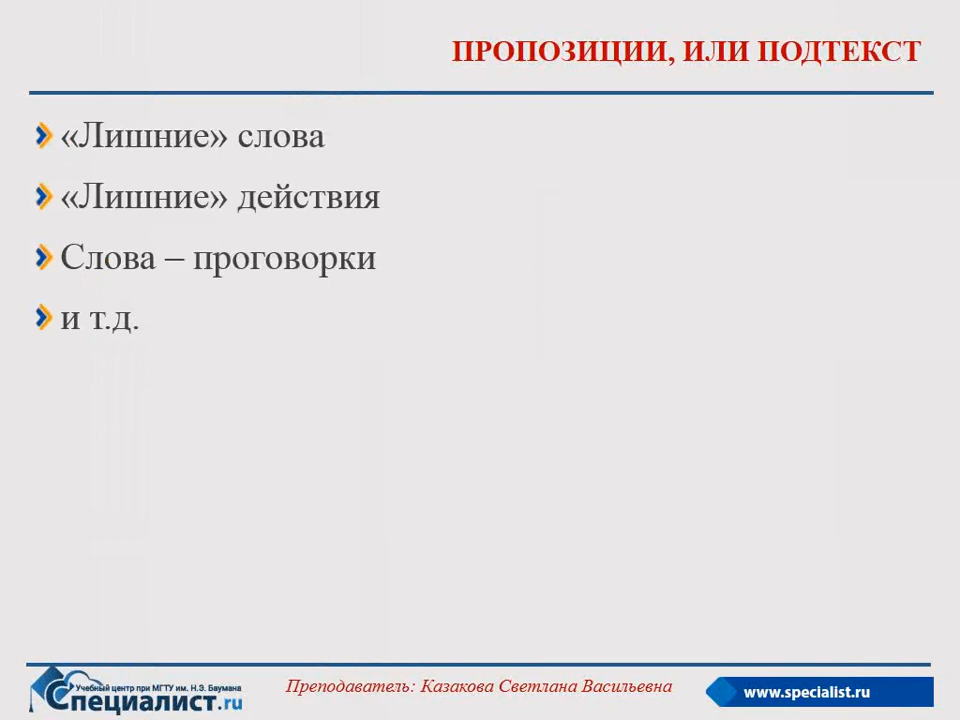 ПРОПОЗИЦИИ, ИЛИ ПОДТЕКСТ
«Лишние» слова
«Лишние» действия
Слова – проговорки
и т.д.
Учебный центр при МГТУ им. Н.Э. Баумана
Специалист.ru
Преподаватель: Казакова Светлана Васильевна
www.specialist.ru